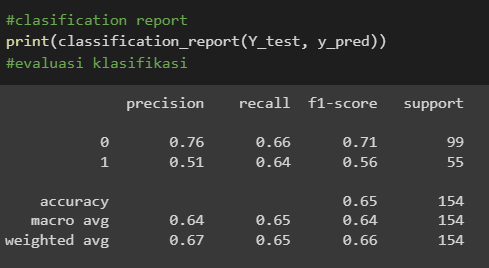 #clasification report
print(classification_report(Y_test, y_pred))
#evaluasi klasifikasi
precision recall f1-score support
0 0.76 0.66 0.71 99
1 0.51 0.64 0.56 55
accuracy 0.65 154
macro avg 0.64 0.65 0.64 154
weighted avg 0.67 0.65 0.66 154